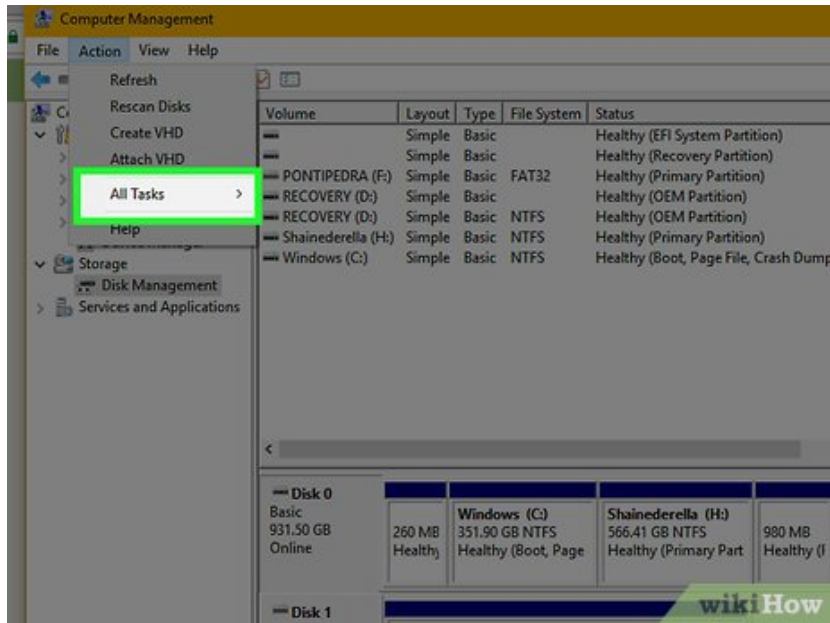 Computer Management
File Action View Help
Refresh
Rescan Disks
Create VHD
Attach VHD
All Tasks >
Help
Volume Layout Type File System Status
Simple Basic Healthy (EFI System Partition)
Simple Basic Healthy (Recovery Partition)
PONTIPEDRA (F:) Simple Basic FAT32 Healthy (Primary Partition)
RECOVERY (D:) Simple Basic Healthy (OEM Partition)
RECOVERY (D:) Simple Basic NTFS Healthy (OEM Partition)
Shainederella (H:) Simple Basic NTFS Healthy (Primary Partition)
Windows (C:) Simple Basic NTFS Healthy (Boot, Page File, Crash Dump
Storage
Disk Management
Services and Applications
Disk 0
Basic
931.50 GB
Online
260 MB
Healthy
Windows (C:)
351.90 GB NTFS
Healthy (Boot, Page
Shainederella (H:)
566.41 GB NTFS
Healthy (Primary Part
980 MB
Healthy (
Disk 1
wikiHow